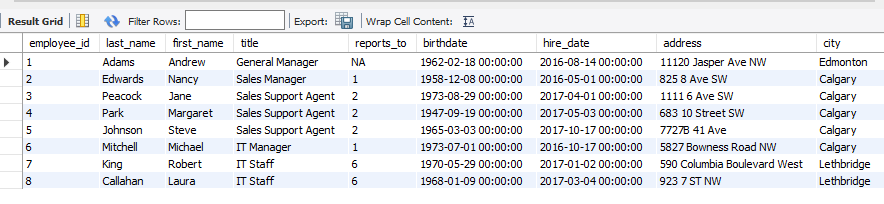 Result Grid Filter Rows: Export: Wrap Cell Content: IA
employee_id last_name first_name title reports_to birthdate hire_date address city
1 Adams Andrew General Manager NA 1962-02-18 00:00:00 2016-08-14 00:00:00 11120 Jasper Ave NW Edmonton
2 Edwards Nancy Sales Manager 1 1958-12-08 00:00:00 2016-05-01 00:00:00 825 8 Ave SW Calgary
3 Peacock Jane Sales Support Agent 2 1973-08-29 00:00:00 2017-04-01 00:00:00 1111 6 Ave SW Calgary
4 Park Margaret Sales Support Agent 2 1947-09-19 00:00:00 2017-05-03 00:00:00 683 10 Street SW Calgary
5 Johnson Steve Sales Support Agent 2 1965-03-03 00:00:00 2017-10-17 00:00:00 7727B 41 Ave Calgary
6 Mitchell Michael IT Manager 1 1973-07-01 00:00:00 2016-10-17 00:00:00 5827 Bowness Road NW Calgary
7 King Robert IT Staff 6 1970-05-29 00:00:00 2017-01-02 00:00:00 590 Columbia Boulevard West Lethbridge
8 Callahan Laura IT Staff 6 1968-01-09 00:00:00 2017-03-04 00:00:00 923 7 ST NW Lethbridge